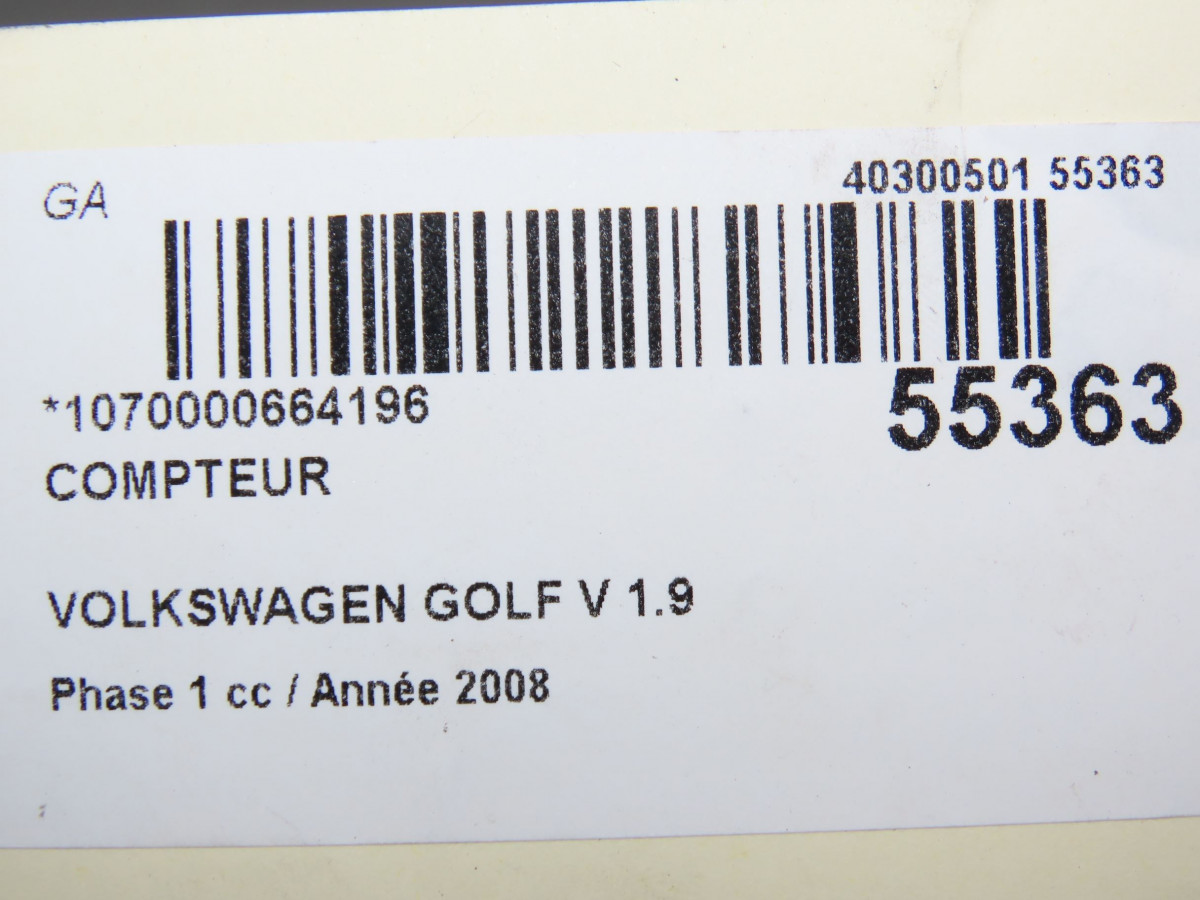 GA
40300501 55363
*1070000664196
55363
COMPTEUR
VOLKSWAGEN GOLF V 1.9
Phase 1 cc / Année 2008